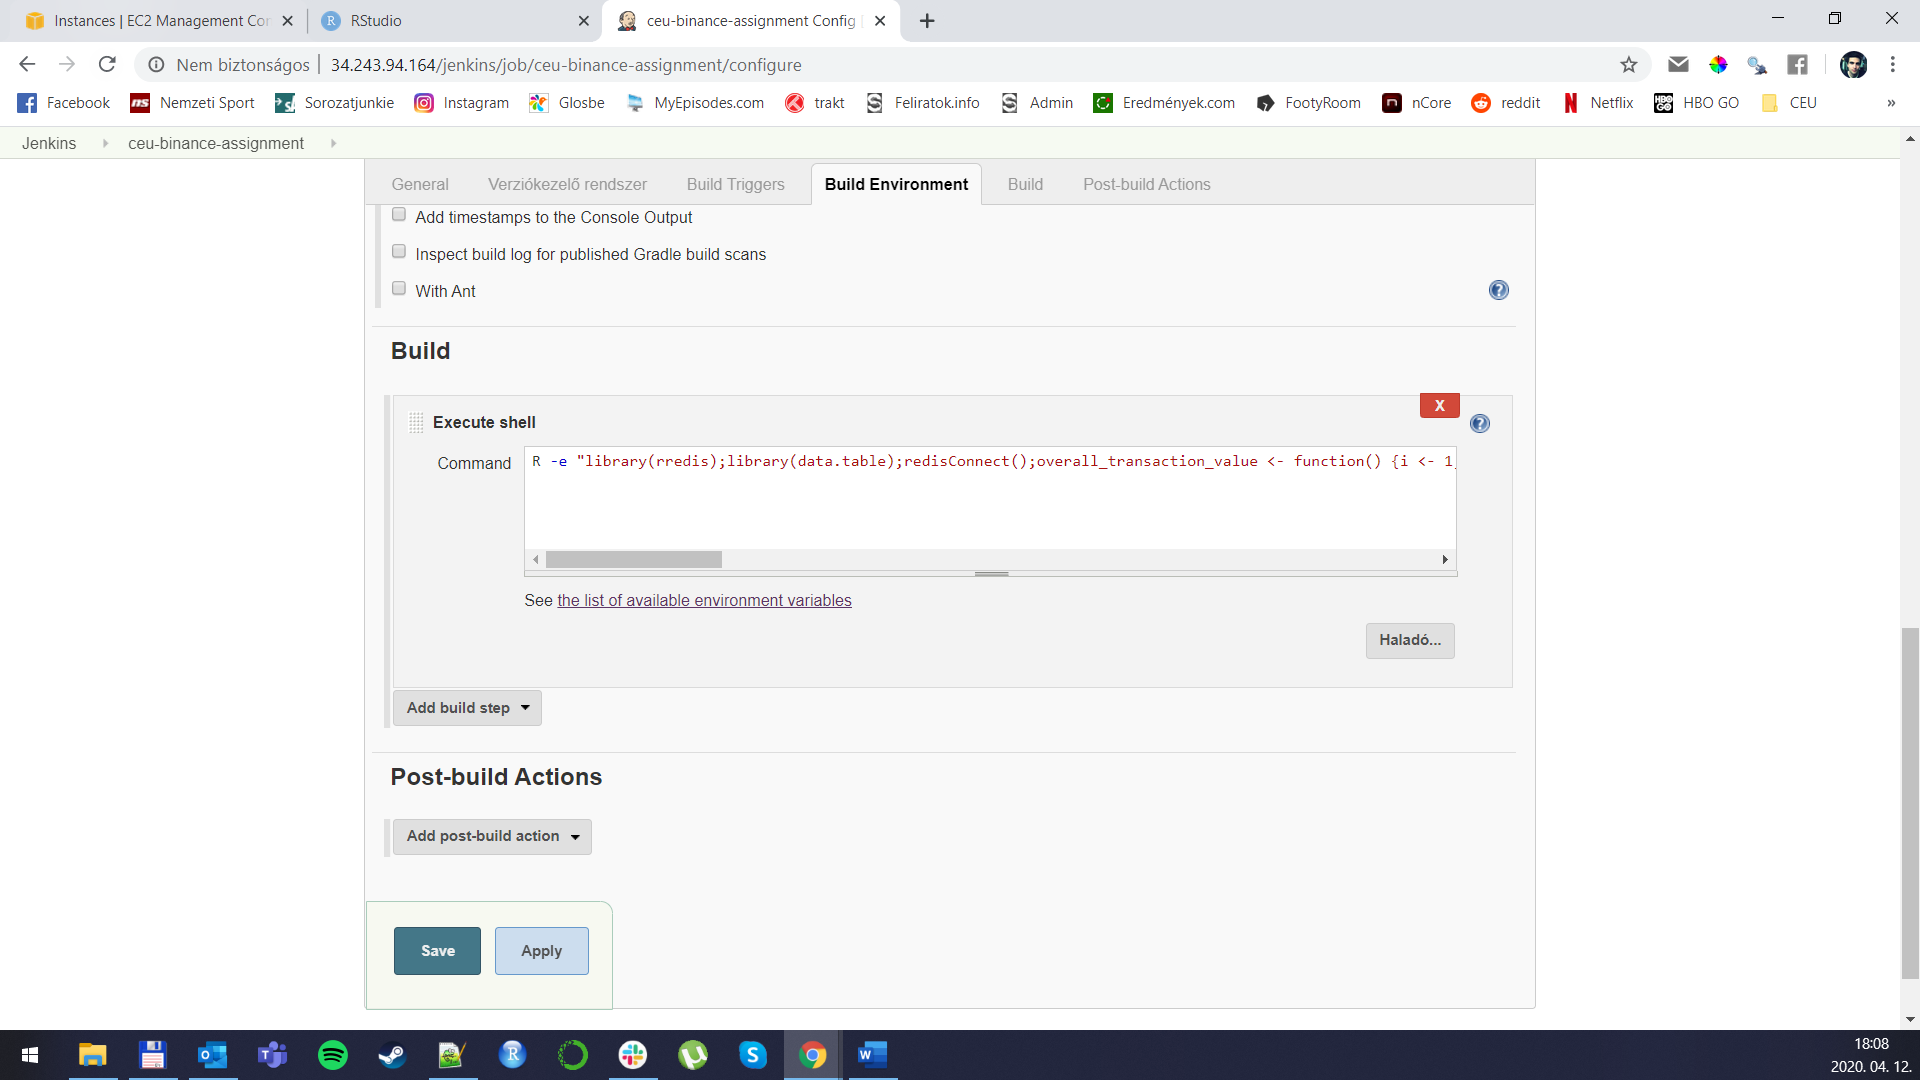 Instances | EC2 Management Con
RStudio
ceu-binance-assignment Config
Nem biztonságos
34.243.94.164/jenkins/job/ceu-binance-assignment/configure
Facebook
Nemzeti Sport
Sorozatjunkie
Instagram
Glosbe
MyEpisodes.com
trakt
Feliratok.info
Admin
Eredmények.com
FootyRoom
nCore
reddit
Netflix
HBO GO
CEU
»
Jenkins
ceu-binance-assignment
General
Verziókezelő rendszer
Build Triggers
Build Environment
Build
Post-build Actions
Add timestamps to the Console Output
Inspect build log for published Gradle build scans
With Ant
Build
Execute shell
X
Command
R -e "library(rredis);library(data.table);redisConnect();overall_transaction_value <- function() {i <- 1
See the list of available environment variables
Haladó...
Add build step
Post-build Actions
Add post-build action
Save
Apply
18:08
2020. 04. 12.